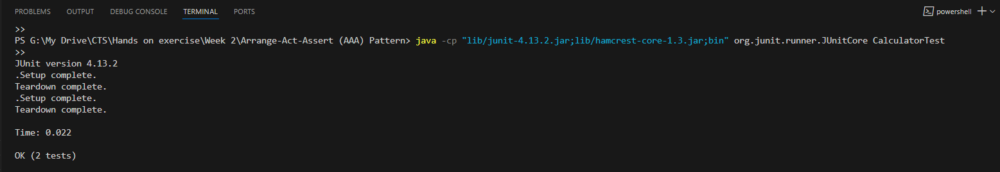 PROBLEMS OUTPUT DEBUG CONSOLE TERMINAL PORTS powershell
>>
PS G:\My Drive\CTS\Hands on exercise\Week 2\Arrange-Act-Assert (AAA) Pattern> java -cp "lib/junit-4.13.2.jar;lib/hamcrest-core-1.3.jar;bin" org.junit.runner.JUnitCore CalculatorTest
>>
JUnit version 4.13.2
.Setup complete.
Teardown complete.
.Setup complete.
Teardown complete.
Time: 0.022
OK (2 tests)